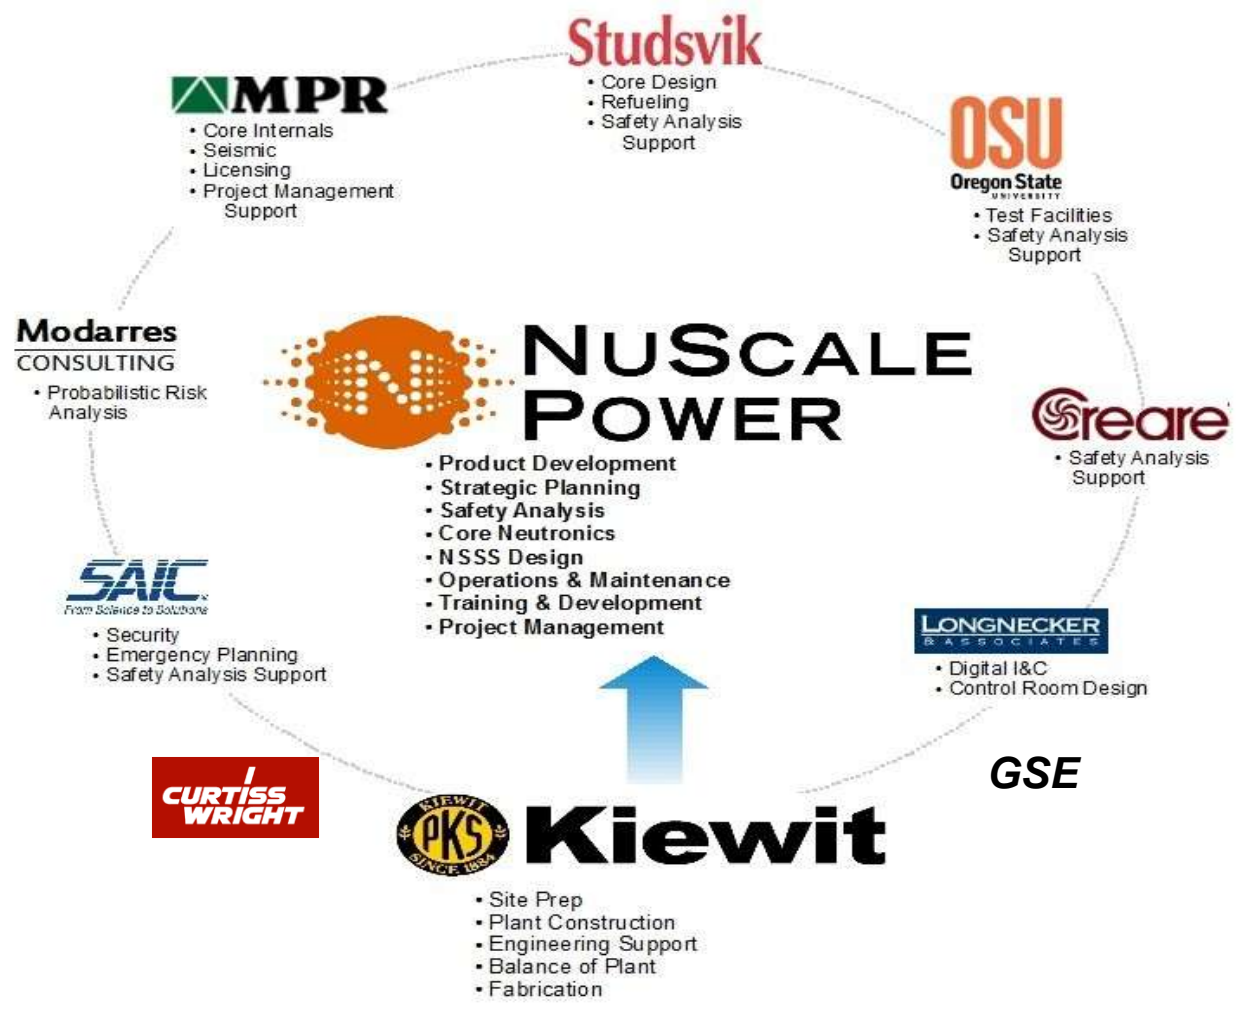 Studsvik
• Core Design
• Refueling
• Safety Analysis
Support
MPR
• Core Internals
• Seismic
• Licensing
• Project Management
Support
OSU
Oregon State
UNIVERSITY
• Test Facilities
• Safety Analysis
Support
Modarres
CONSULTING
• Probabilistic Risk
Analysis
NUSCALE
POWER
• Product Development
• Strategic Planning
• Safety Analysis
• Core Neutronics
• NSSS Design
• Operations & Maintenance
• Training & Development
• Project Management
Creare
• Safety Analysis
Support
SAIC
From Science to Solutions
• Security
• Emergency Planning
• Safety Analysis Support
LONGNECKER
& ASSOCIATES
• Digital I&C
• Control Room Design
CURTISS
WRIGHT
GSE
KIEWIT
PKS
SINCE 1884
Kiewit
• Site Prep
• Plant Construction
• Engineering Support
• Balance of Plant
• Fabrication